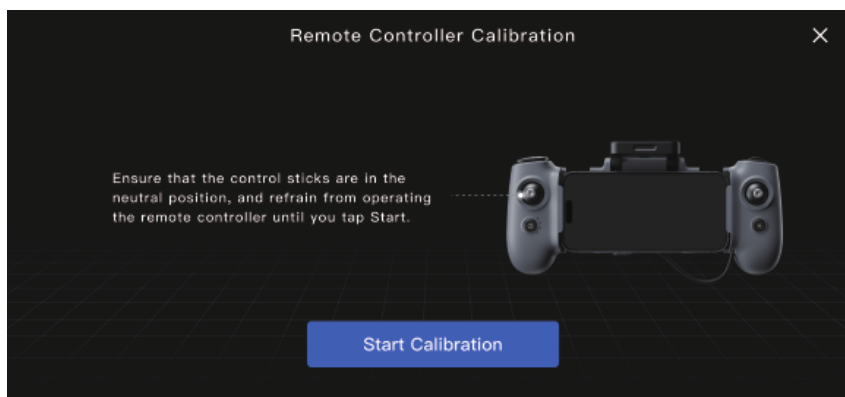 Remote Controller Calibration
Ensure that the control sticks are in the
neutral position, and refrain from operating
the remote controller until you tap Start.
Start Calibration